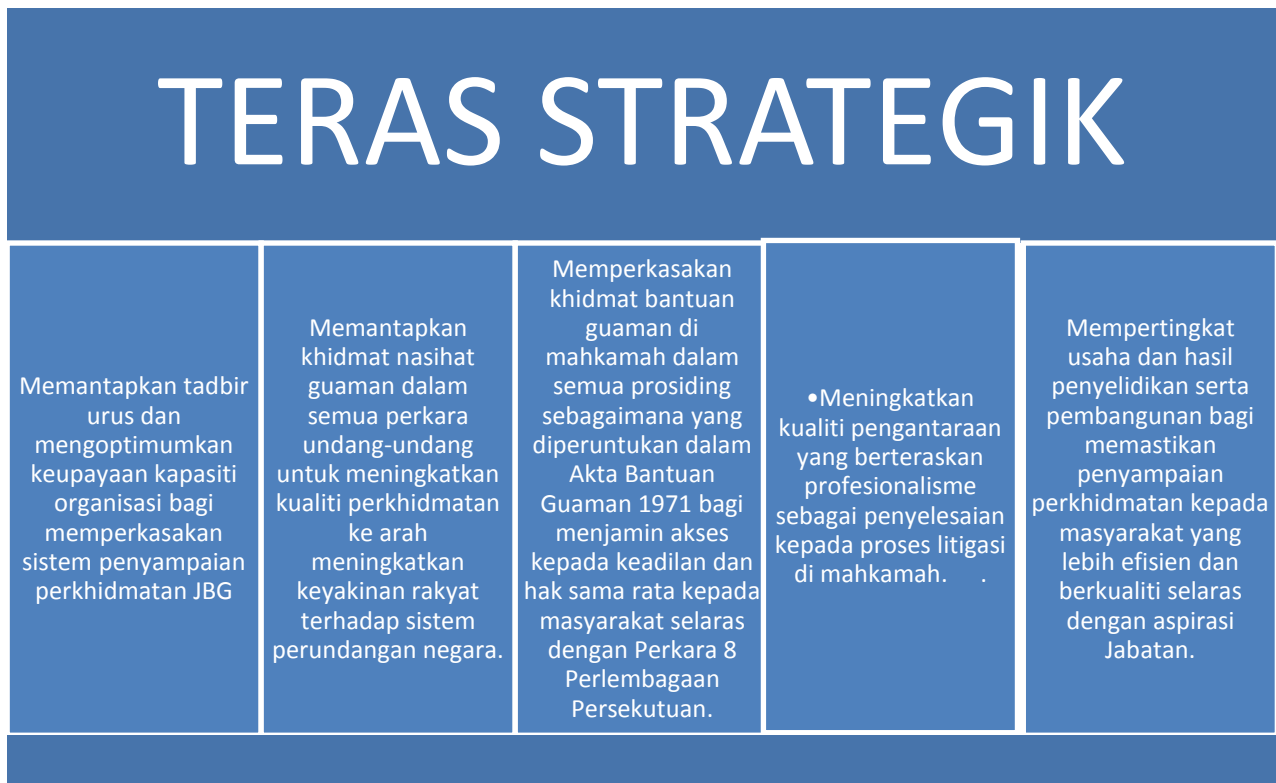 TERAS STRATEGIK
Memantapkan tadbir
urus dan
mengoptimumkan
keupayaan kapasiti
organisasi bagi
memperkasakan
sistem penyampaian
perkhidmatan JBG
Memantapkan
khidmat nasihat
guaman dalam
semua perkara
undang-undang
untuk meningkatkan
kualiti perkhidmatan
ke arah
meningkatkan
keyakinan rakyat
terhadap sistem
perundangan negara.
Memperkasakan
khidmat bantuan
guaman di
mahkamah dalam
semua prosiding
sebagaimana yang
diperuntukan dalam
Akta Bantuan
Guaman 1971 bagi
menjamin akses
kepada keadilan dan
hak sama rata kepada
masyarakat selaras
dengan Perkara 8
Perlembagaan
Persekutuan.
•Meningkatkan
kualiti pengantaraan
yang berteraskan
profesionalisme
sebagai penyelesaian
kepada proses litigasi
di mahkamah. .
Mempertingkat
usaha dan hasil
penyelidikan serta
pembangunan bagi
memastikan
penyampaian
perkhidmatan kepada
masyarakat yang
lebih efisien dan
berkualiti selaras
dengan aspirasi
Jabatan.